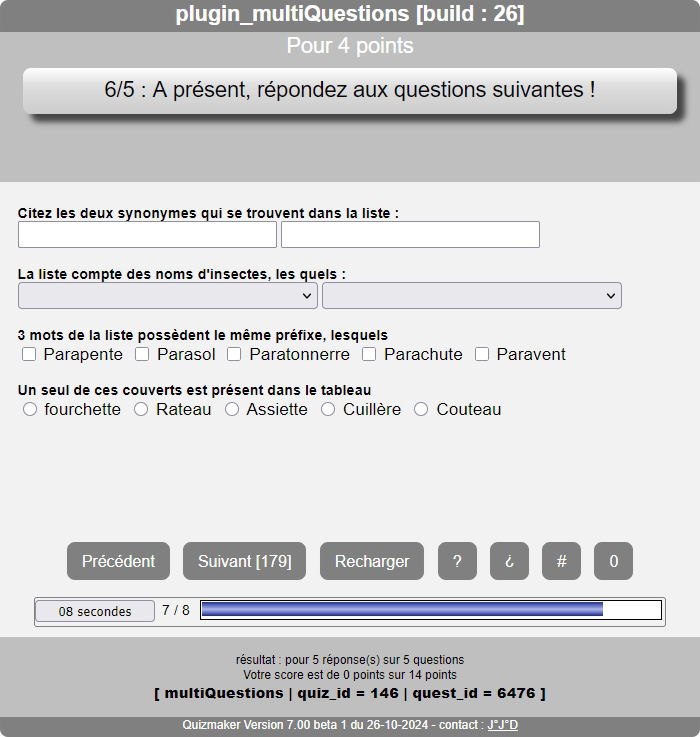 plugin_multiQuestions [build : 26]
Pour 4 points
6/5 : A présent, répondez aux questions suivantes !
Citez les deux synonymes qui se trouvent dans la liste :
La liste compte des noms d'insectes, les quels :
3 mots de la liste possèdent le même préfixe, lesquels
Parapente Parasol Paratonnerre Parachute Paravent
Un seul de ces couverts est présent dans le tableau
fourchette Rateau Assiette Cuillère Couteau
Précédent Suivant [179] Recharger ? ¿ # 0
08 secondes 7 / 8
résultat : pour 5 réponse(s) sur 5 questions
Votre score est de 0 points sur 14 points
[ multiQuestions | quiz_id = 146 | quest_id = 6476 ]
Quizmaker Version 7.00 beta 1 du 26-10-2024 - contact : J°J°D